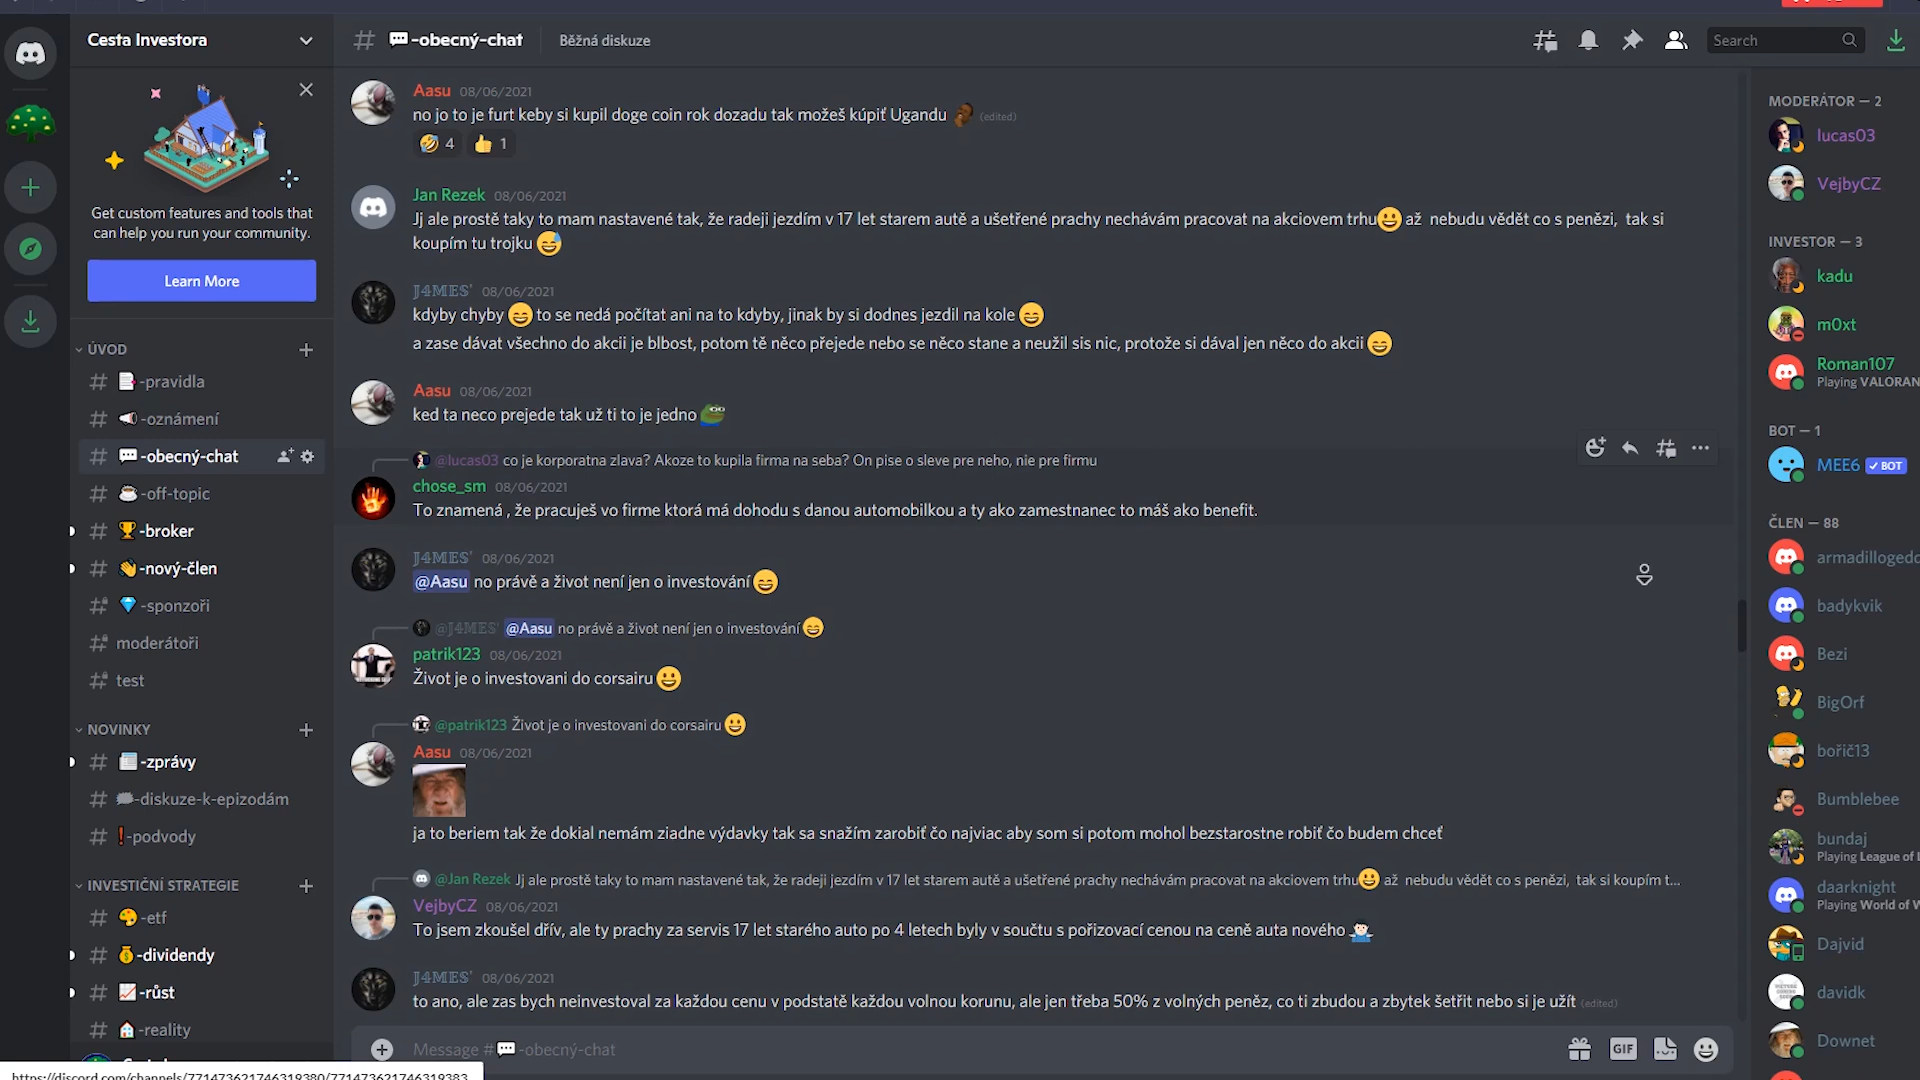 Cesta Investora
Get custom features and tools that
can help you run your community.
Learn More
ÚVOD
-pravidla
-oznámení
-obecný-chat
-off-topic
-broker
-nový-člen
-sponzoři
moderátoři
test
NOVINKY
-zprávy
-diskuze-k-epizodám
-podvody
INVESTIČNÍ STRATEGIE
-etf
-dividendy
-růst
-reality
https://discord.com/channels/771473621746319380/771473621746319383
# -obecný-chat
Běžná diskuze
Search
Aasu 08/06/2021
no jo to je furt keby si kupil doge coin rok dozadu tak možeš kúpiť Ugandu (edited)
4 1
Jan Rezek 08/06/2021
Jj ale prostě taky to mam nastavené tak, že radeji jezdím v 17 let starem autě a ušetřené prachy nechávám pracovat na akciovem trhu až nebudu vědět co s penězi, tak si
koupím tu trojku
J4MES' 08/06/2021
kdyby chyby to se nedá počítat ani na to kdyby, jinak by si dodnes jezdil na kole
a zase dávat všechno do akcii je blbost, potom tě něco přejede nebo se něco stane a neužil sis nic, protože si dával jen něco do akcii
Aasu 08/06/2021
ked ta neco prejede tak už ti to je jedno
@lucas03 co je korporatna zlava? Akoze to kupila firma na seba? On pise o sleve pre neho, nie pre firmu
chose_sm 08/06/2021
To znamená , že pracuješ vo firme ktorá má dohodu s danou automobilkou a ty ako zamestnanec to máš ako benefit.
J4MES' 08/06/2021
@Aasu no právě a život není jen o investování
@J4MES' @Aasu no právě a život není jen o investování
patrik123 08/06/2021
Život je o investovani do corsairu
@patrik123 Život je o investovani do corsairu
Aasu 08/06/2021
ja to beriem tak že dokial nemám ziadne výdavky tak sa snažím zarobiť čo najviac aby som si potom mohol bezstarostne robiť čo budem chceť
@Jan Rezek Jj ale prostě taky to mam nastavené tak, že radeji jezdím v 17 let starem autě a ušetřené prachy nechávám pracovat na akciovem trhu až nebudu vědět co s penězi, tak si koupím t...
VejbyCZ 08/06/2021
To jsem zkoušel dřív, ale ty prachy za servis 17 let starého auto po 4 letech byly v součtu s pořizovací cenou na ceně auta nového
J4MES' 08/06/2021
to ano, ale zas bych neinvestoval za každou cenu v podstatě každou volnou korunu, ale jen třeba 50% z volných peněz, co ti zbudou a zbytek šetřit nebo si je užít (edited)
Message # -obecný-chat
GIF
MODERÁTOR — 2
lucas03
VejbyCZ
INVESTOR — 3
kadu
m0xt
Roman107
Playing VALORAN
BOT — 1
MEE6 ✓ BOT
ČLEN — 88
armadillogedo
badykvik
Bezi
BigOrf
bořič13
Bumblebee
bundaj
Playing League of L
daarknight
Playing World of W
Dajvid
davidk
Downet